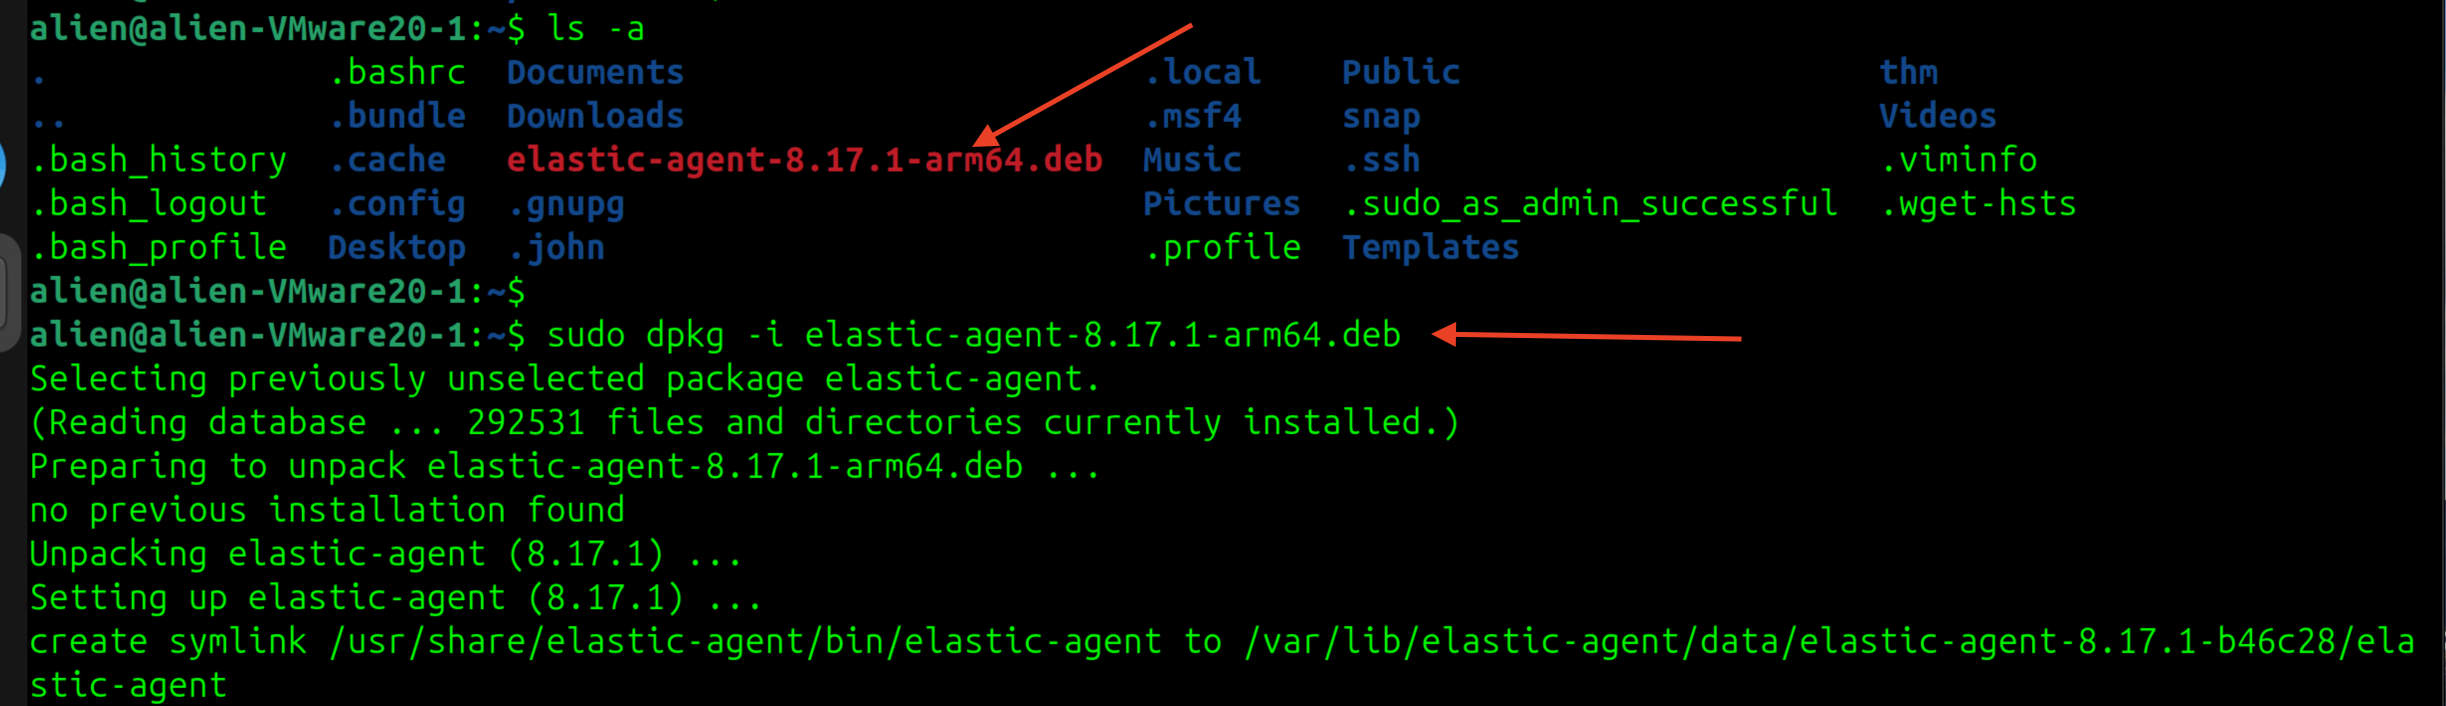 alien@alien-VMware20-1:~$ ls -a
. .bashrc Documents .local Public thm
.. .bundle Downloads .msf4 snap Videos
.bash_history .cache elastic-agent-8.17.1-arm64.deb Music .ssh .viminfo
.bash_logout .config .gnupg Pictures .sudo_as_admin_successful .wget-hsts
.bash_profile Desktop .john .profile Templates
alien@alien-VMware20-1:~$
alien@alien-VMware20-1:~$ sudo dpkg -i elastic-agent-8.17.1-arm64.deb
Selecting previously unselected package elastic-agent.
(Reading database ... 292531 files and directories currently installed.)
Preparing to unpack elastic-agent-8.17.1-arm64.deb ...
no previous installation found
Unpacking elastic-agent (8.17.1) ...
Setting up elastic-agent (8.17.1) ...
create symlink /usr/share/elastic-agent/bin/elastic-agent to /var/lib/elastic-agent/data/elastic-agent-8.17.1-b46c28/ela
stic-agent